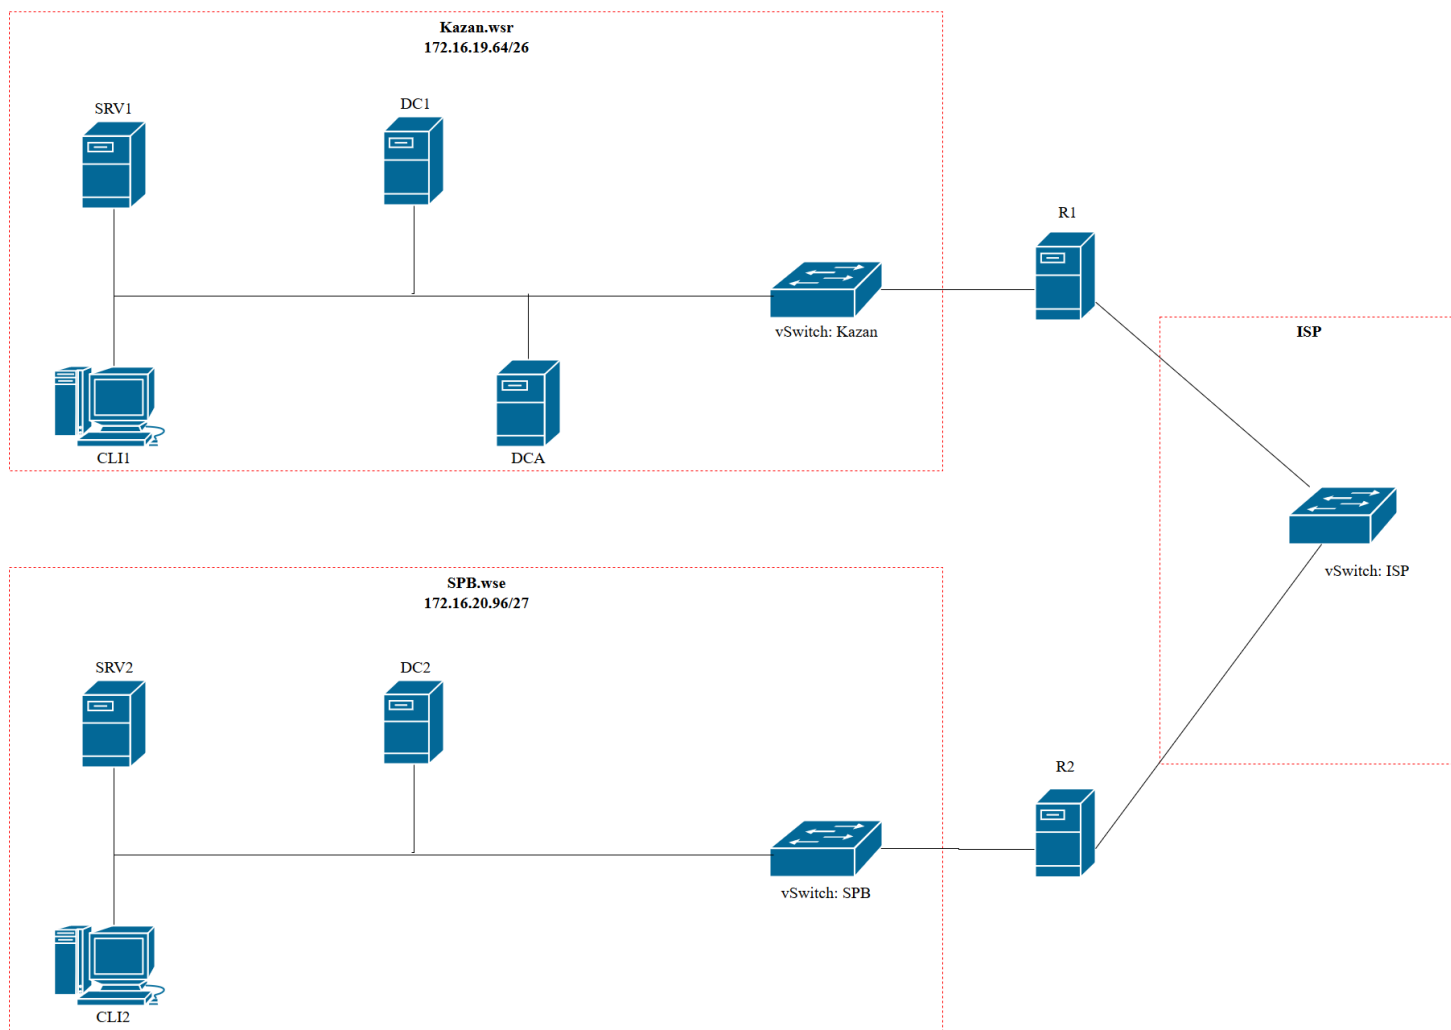 Kazan.wsr
172.16.19.64/26
SRV1
DC1
R1
vSwitch: Kazan
ISP
CLI1
DCA
vSwitch: ISP
SPB.wse
172.16.20.96/27
SRV2
DC2
R2
vSwitch: SPB
CLI2